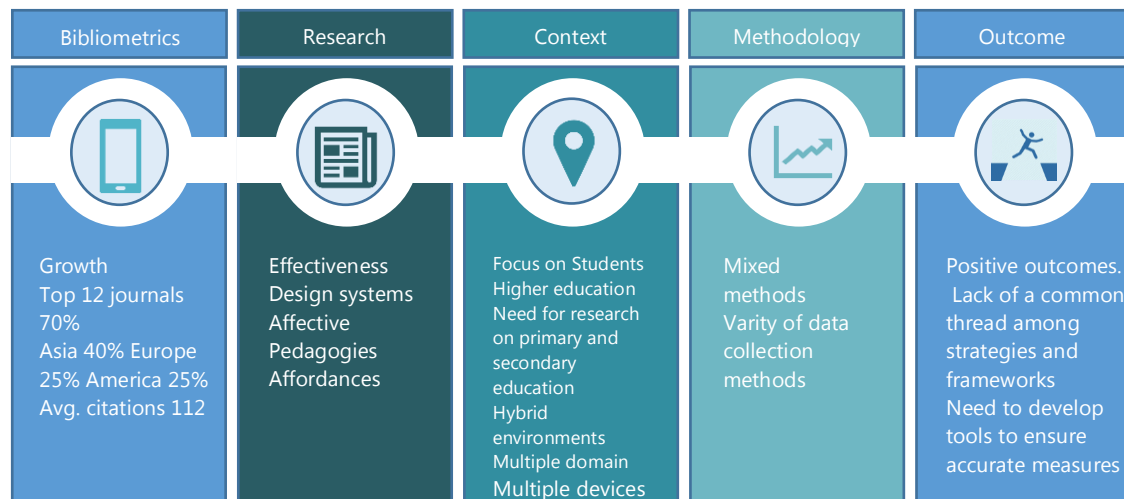 Bibliometrics
Research
Context
Methodology
Outcome
Growth
Top 12 journals
70%
Asia 40% Europe
25% America 25%
Avg. citations 112
Effectiveness
Design systems
Affective
Pedagogies
Affordances
Focus on Students
Higher education
Need for research
on primary and
secondary
education
Hybrid
environments
Multiple domain
Multiple devices
Mixed
methods
Varity of data
collection
methods
Positive outcomes.
Lack of a common
thread among
strategies and
frameworks
Need to develop
tools to ensure
accurate measures